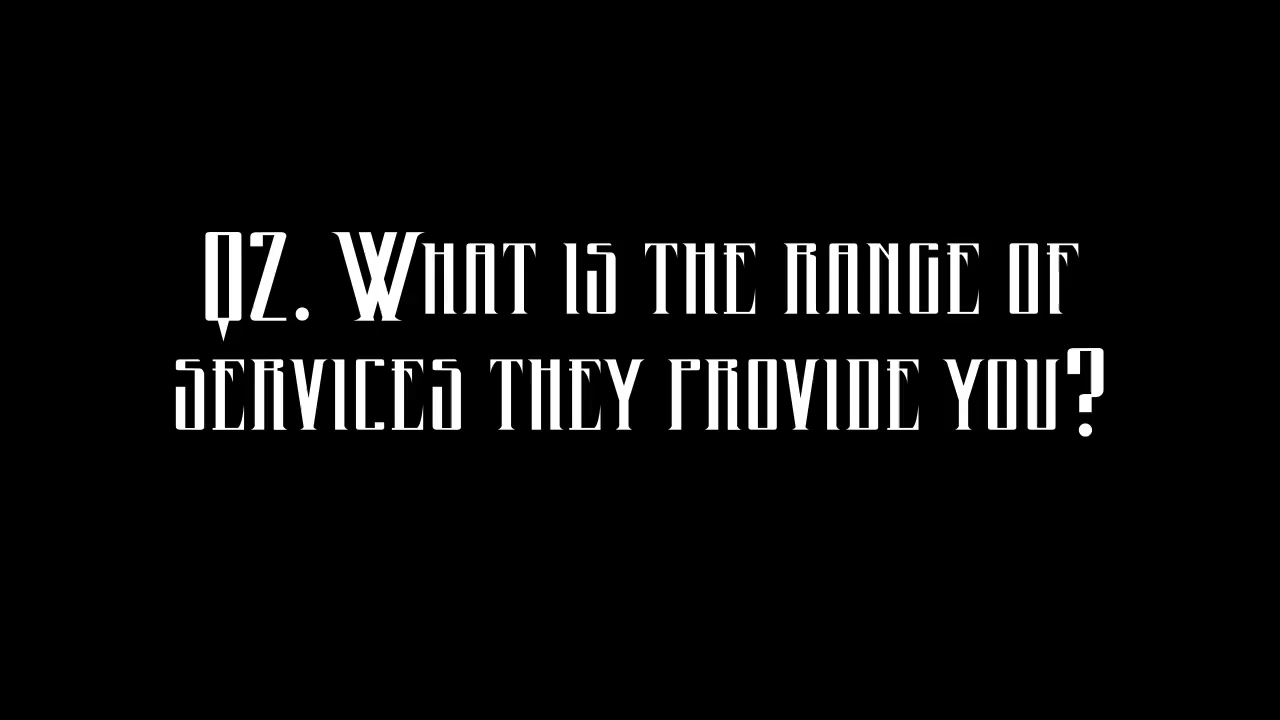 Q2. What is the range of
services they provide you?